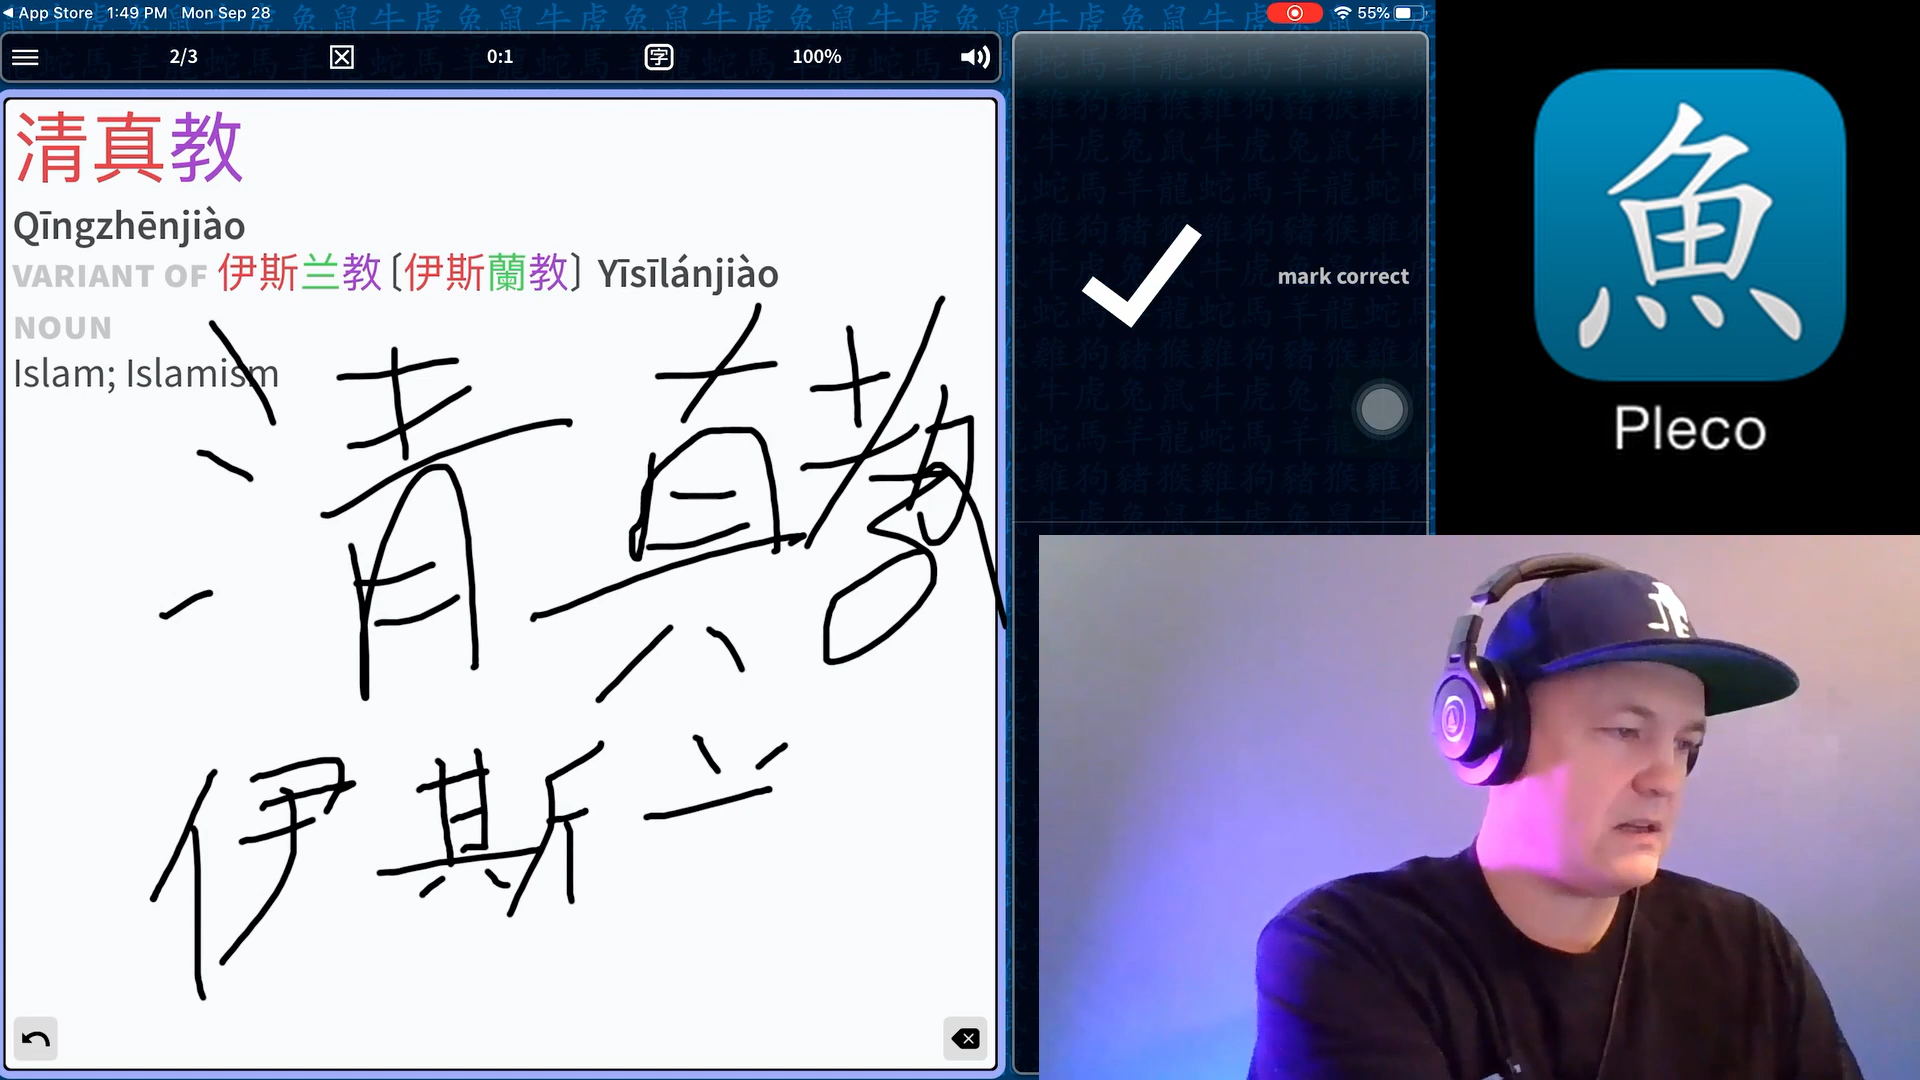 App Store 1:49 PM Mon Sep 28 55%
2/3 0:1 字 100%
清真教
Qīngzhēnjiào
VARIANT OF 伊斯兰教〔伊斯蘭教〕 Yīsīlánjiào
NOUN
Islam; Islamism
清真教
伊斯兰
mark correct
魚
Pleco